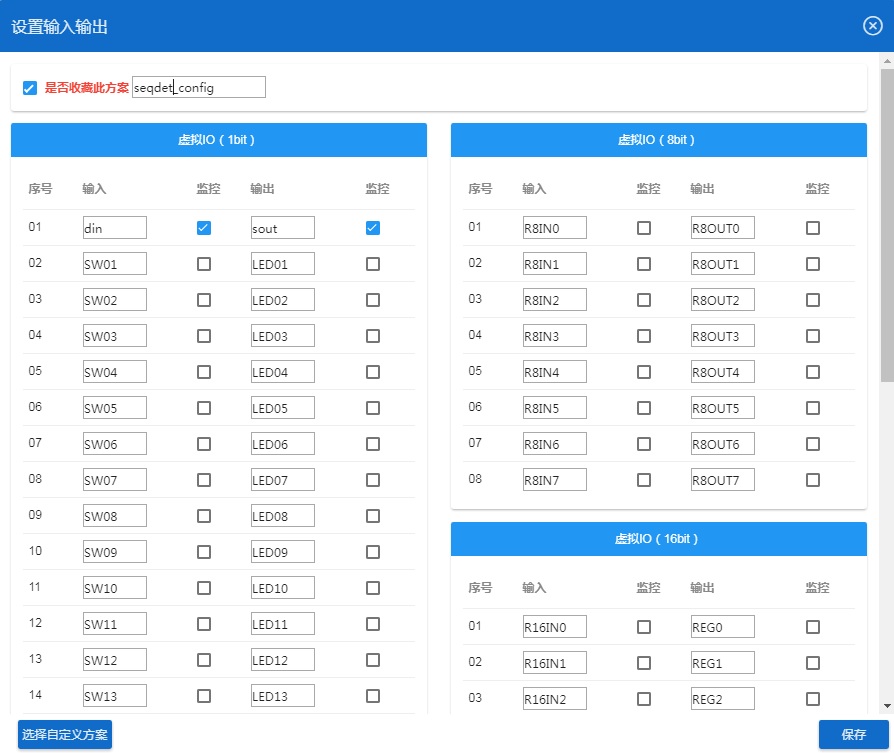 设置输入输出
是否收藏此方案 seqdet_config
虚拟IO（1bit）
序号 输入 监控 输出 监控
01 din sout
02 SW01 LED01
03 SW02 LED02
04 SW03 LED03
05 SW04 LED04
06 SW05 LED05
07 SW06 LED06
08 SW07 LED07
09 SW08 LED08
10 SW09 LED09
11 SW10 LED10
12 SW11 LED11
13 SW12 LED12
14 SW13 LED13
虚拟IO（8bit）
序号 输入 监控 输出 监控
01 R8IN0 R8OUT0
02 R8IN1 R8OUT1
03 R8IN2 R8OUT2
04 R8IN3 R8OUT3
05 R8IN4 R8OUT4
06 R8IN5 R8OUT5
07 R8IN6 R8OUT6
08 R8IN7 R8OUT7
虚拟IO（16bit）
序号 输入 监控 输出 监控
01 R16IN0 REG0
02 R16IN1 REG1
03 R16IN2 REG2
选择自定义方案 保存